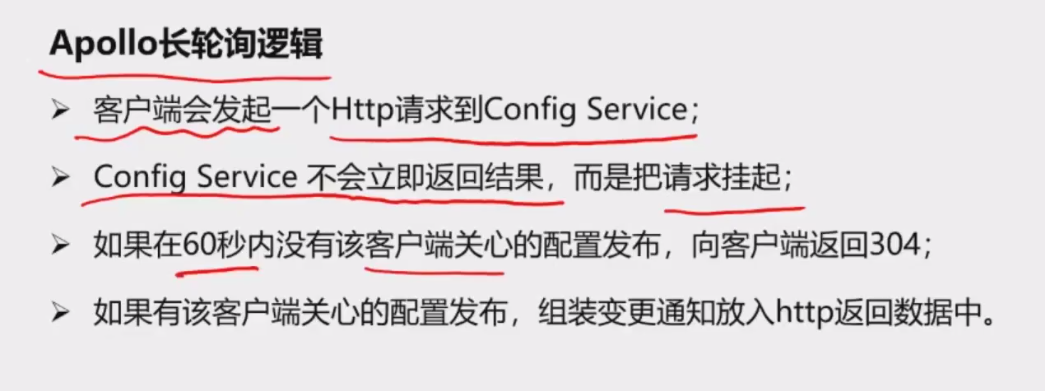 Apollo长轮询逻辑
➢ 客户端会发起一个Http请求到Config Service；
➢ Config Service 不会立即返回结果，而是把请求挂起；
➢ 如果在60秒内没有该客户端关心的配置发布，向客户端返回304；
➢ 如果有该客户端关心的配置发布，组装变更通知放入http返回数据中。